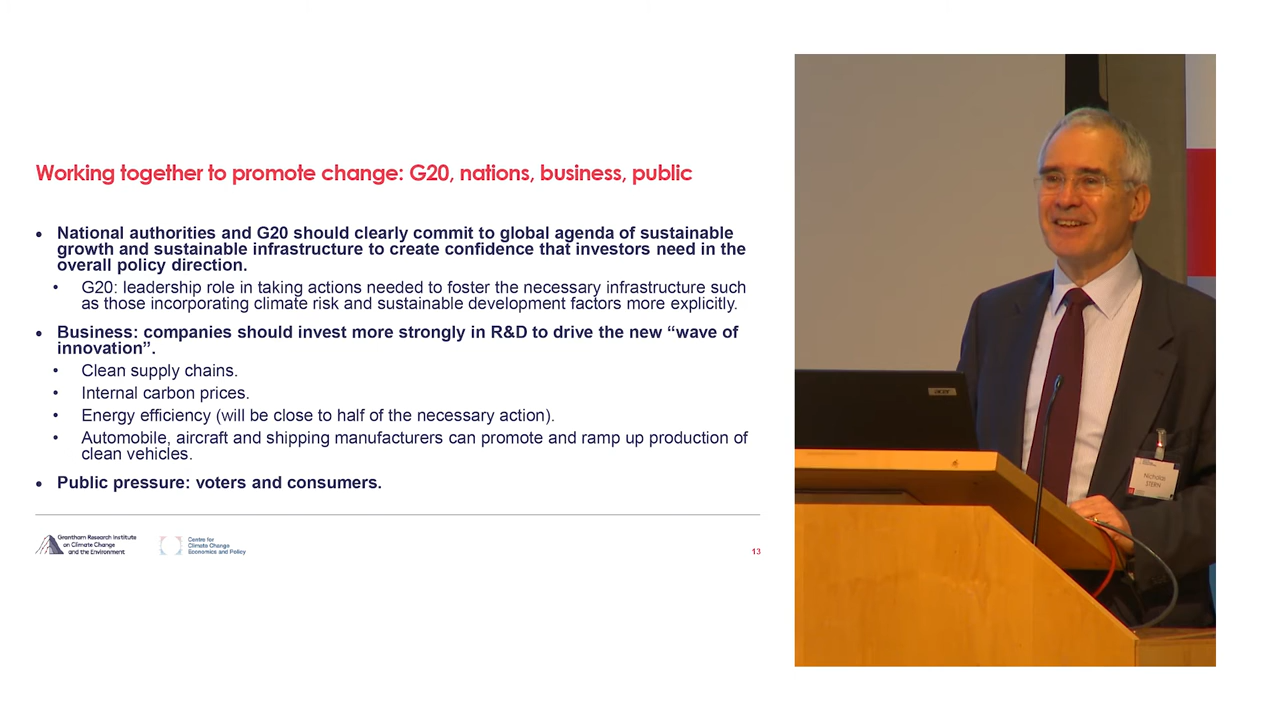 Working together to promote change: G20, nations, business, public
• National authorities and G20 should clearly commit to global agenda of sustainable
growth and sustainable infrastructure to create confidence that investors need in the
overall policy direction.
• G20: leadership role in taking actions needed to foster the necessary infrastructure such
as those incorporating climate risk and sustainable development factors more explicitly.
• Business: companies should invest more strongly in R&D to drive the new “wave of
innovation”.
• Clean supply chains.
• Internal carbon prices.
• Energy efficiency (will be close to half of the necessary action).
• Automobile, aircraft and shipping manufacturers can promote and ramp up production of
clean vehicles.
• Public pressure: voters and consumers.
Grantham Research Institute
on Climate Change
and the Environment
Centre for
Climate Change
Economics and Policy
13
acer
NICHOLAS
STERN